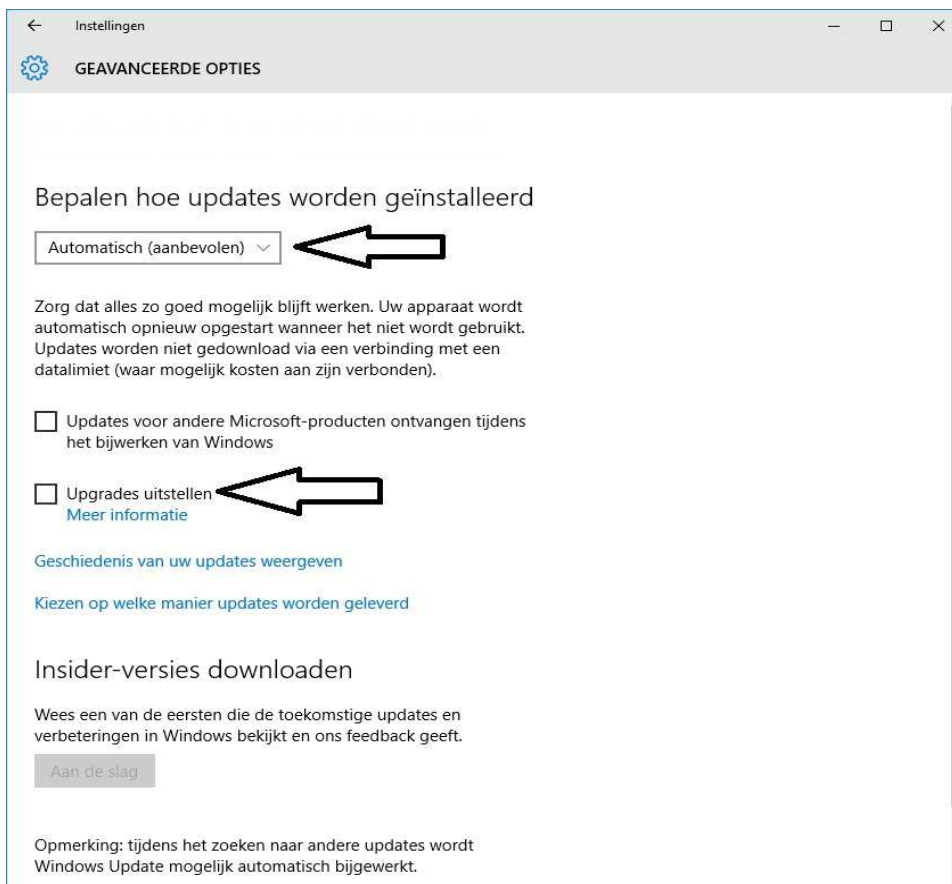 Instellingen
GEAVANCEERDE OPTIES
Bepalen hoe updates worden geïnstalleerd
Automatisch (aanbevolen)
Zorg dat alles zo goed mogelijk blijft werken. Uw apparaat wordt
automatisch opnieuw opgestart wanneer het niet wordt gebruikt.
Updates worden niet gedownload via een verbinding met een
datalimiet (waar mogelijk kosten aan zijn verbonden).
Updates voor andere Microsoft-producten ontvangen tijdens
het bijwerken van Windows
Upgrades uitstellen
Meer informatie
Geschiedenis van uw updates weergeven
Kiezen op welke manier updates worden geleverd
Insider-versies downloaden
Wees een van de eersten die de toekomstige updates en
verbeteringen in Windows bekijkt en ons feedback geeft.
Aan de slag
Opmerking: tijdens het zoeken naar andere updates wordt
Windows Update mogelijk automatisch bijgewerkt.